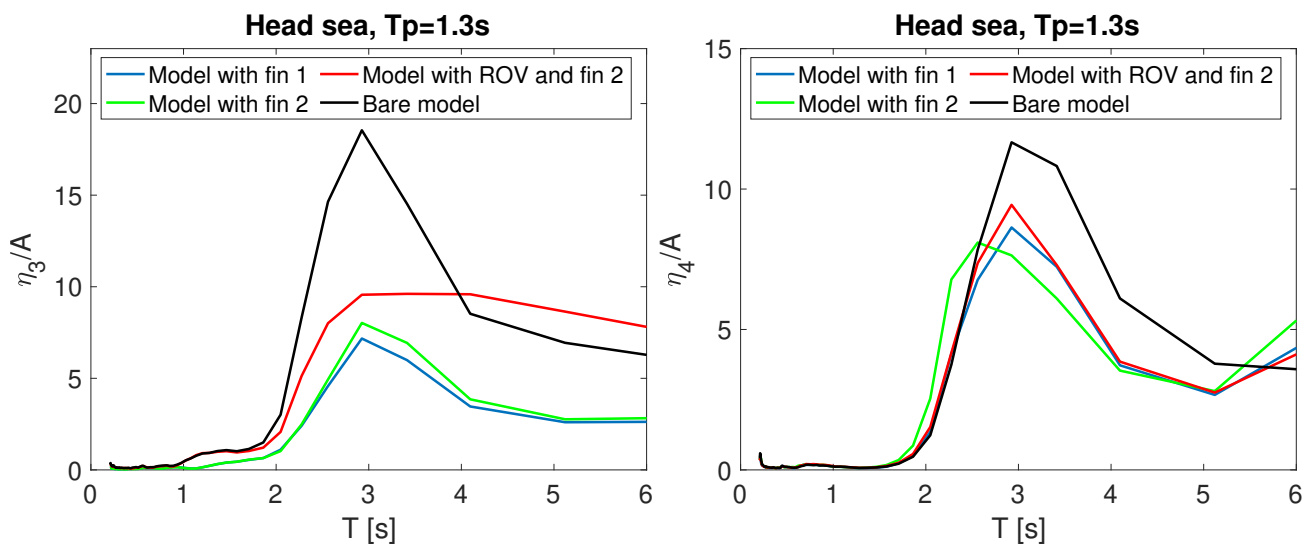 Head sea, Tp=1.3s
Model with fin 1
Model with ROV and fin 2
Model with fin 2
Bare model
20
15
10
5
0
η3/A
0 1 2 3 4 5 6
T [s]
Head sea, Tp=1.3s
Model with fin 1
Model with ROV and fin 2
Model with fin 2
Bare model
15
10
5
0
η4/A
0 1 2 3 4 5 6
T [s]